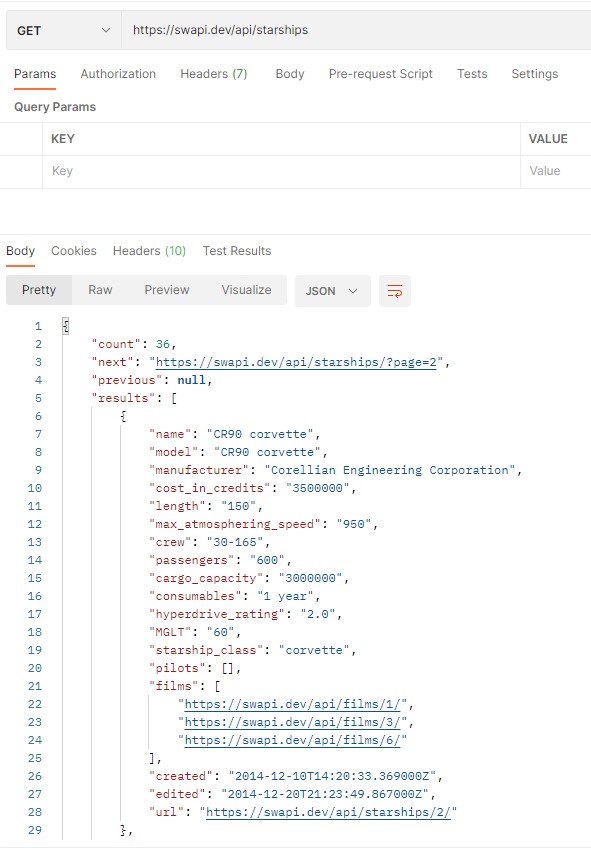 GET https://swapi.dev/api/starships
Params Authorization Headers (7) Body Pre-request Script Tests Settings
Query Params
KEY VALUE
Key Value
Body Cookies Headers (10) Test Results
Pretty Raw Preview Visualize JSON
1 {
2 "count": 36,
3 "next": "https://swapi.dev/api/starships/?page=2",
4 "previous": null,
5 "results": [
6 {
7 "name": "CR90 corvette",
8 "model": "CR90 corvette",
9 "manufacturer": "Corellian Engineering Corporation",
10 "cost_in_credits": "3500000",
11 "length": "150",
12 "max_atmosphering_speed": "950",
13 "crew": "30-165",
14 "passengers": "600",
15 "cargo_capacity": "3000000",
16 "consumables": "1 year",
17 "hyperdrive_rating": "2.0",
18 "MGLT": "60",
19 "starship_class": "corvette",
20 "pilots": [],
21 "films": [
22 "https://swapi.dev/api/films/1/",
23 "https://swapi.dev/api/films/3/",
24 "https://swapi.dev/api/films/6/"
25 ],
26 "created": "2014-12-10T14:20:33.369000Z",
27 "edited": "2014-12-20T21:23:49.867000Z",
28 "url": "https://swapi.dev/api/starships/2/"
29 },